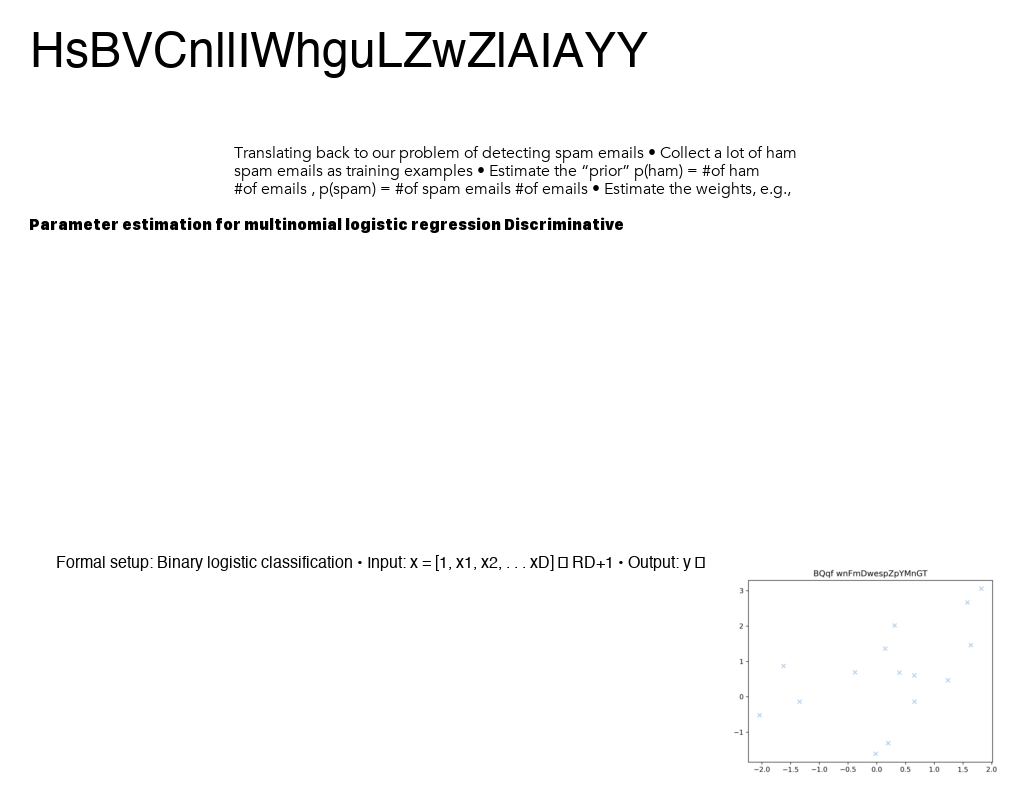 HsBVCnllIWhguLZwZlAIAYY
Translating back to our problem of detecting spam emails • Collect a lot of ham
spam emails as training examples • Estimate the “prior” p(ham) = #of ham
#of emails , p(spam) = #of spam emails #of emails • Estimate the weights, e.g.,
Parameter estimation for multinomial logistic regression Discriminative
Formal setup: Binary logistic classification • Input: x = [1, x1, x2, . . . xD] □ RD+1 • Output: y □
BQqf wnFmDwespZpYMnGT
3
2
1
0
−1
−2.0 −1.5 −1.0 −0.5 0.0 0.5 1.0 1.5 2.0